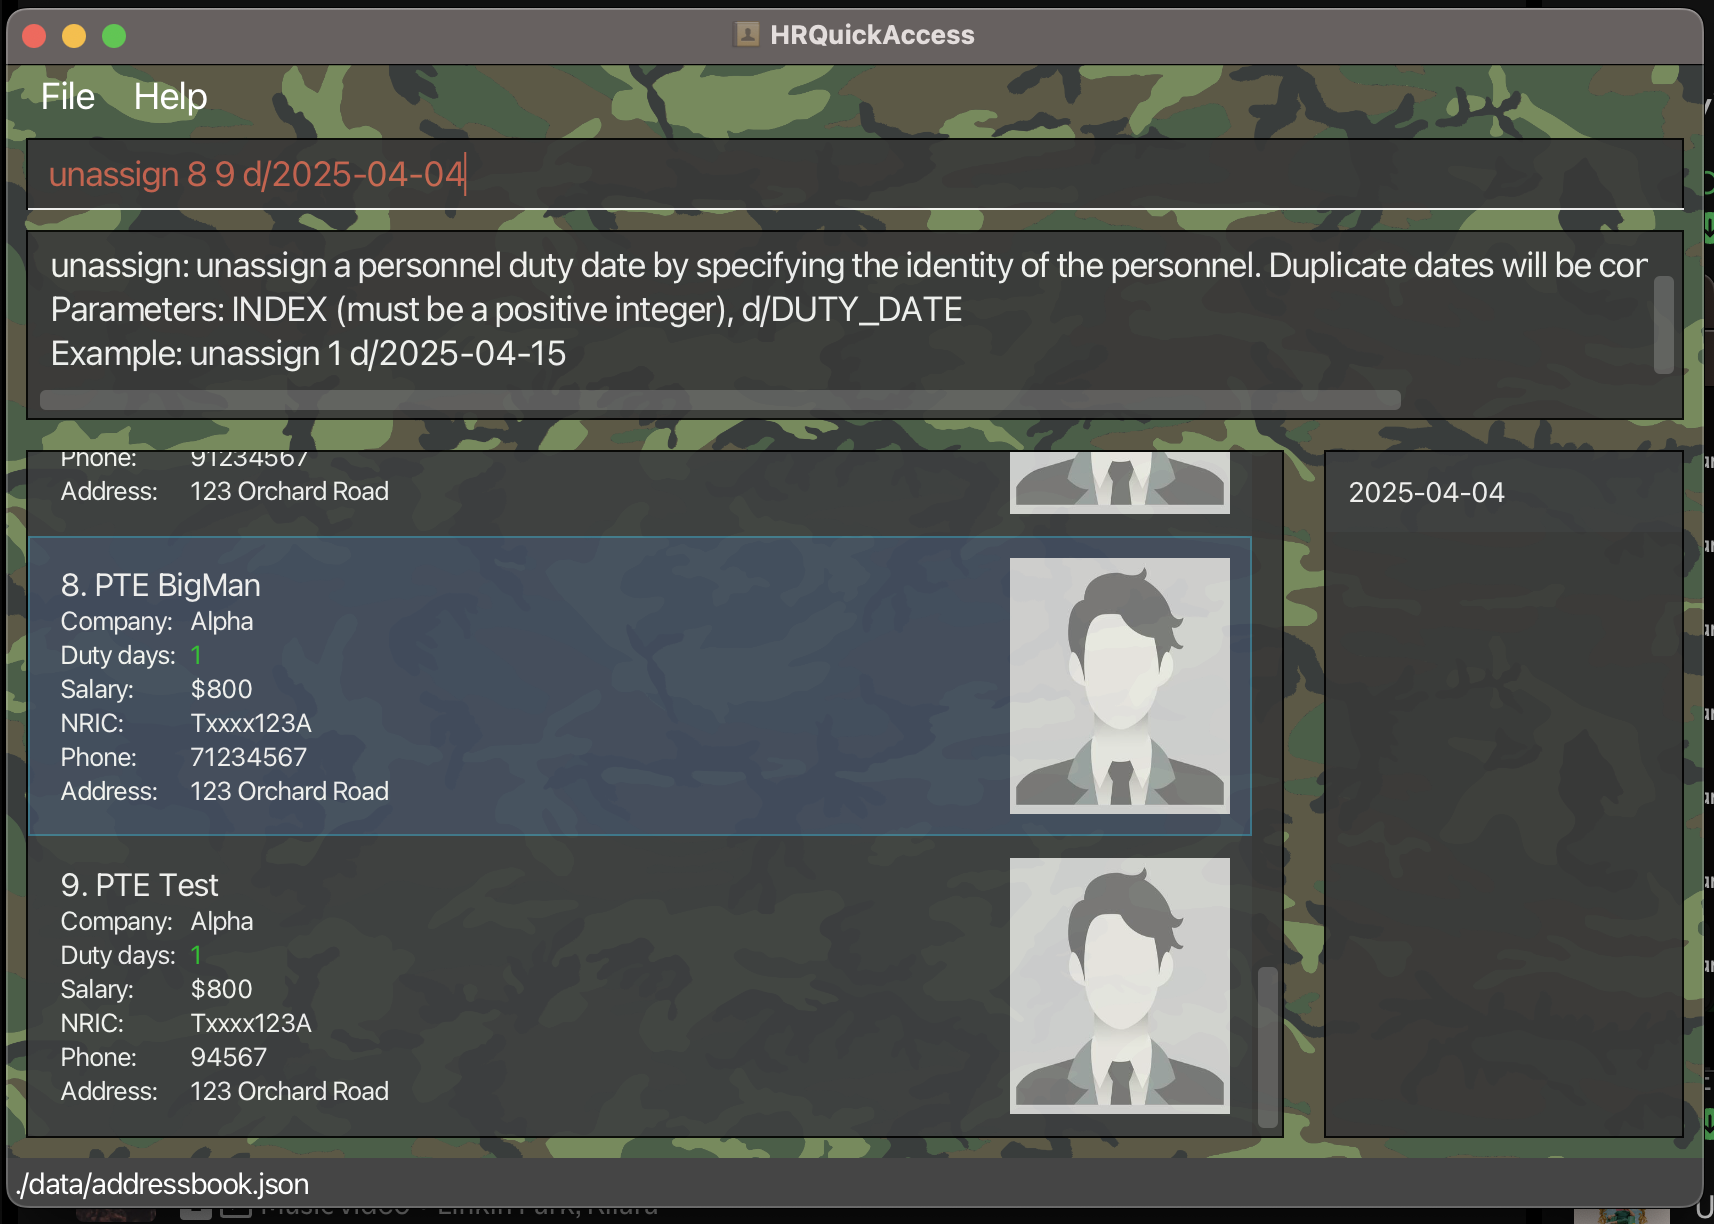 HRQuickAccess
File Help
unassign 8 9 d/2025-04-04
unassign: unassign a personnel duty date by specifying the identity of the personnel. Duplicate dates will be cor
Parameters: INDEX (must be a positive integer), d/DUTY_DATE
Example: unassign 1 d/2025-04-15
Phone: 91234567
Address: 123 Orchard Road
8. PTE BigMan
Company: Alpha
Duty days: 1
Salary: $800
NRIC: Txxxx123A
Phone: 71234567
Address: 123 Orchard Road
9. PTE Test
Company: Alpha
Duty days: 1
Salary: $800
NRIC: Txxxx123A
Phone: 94567
Address: 123 Orchard Road
2025-04-04
./data/addressbook.json